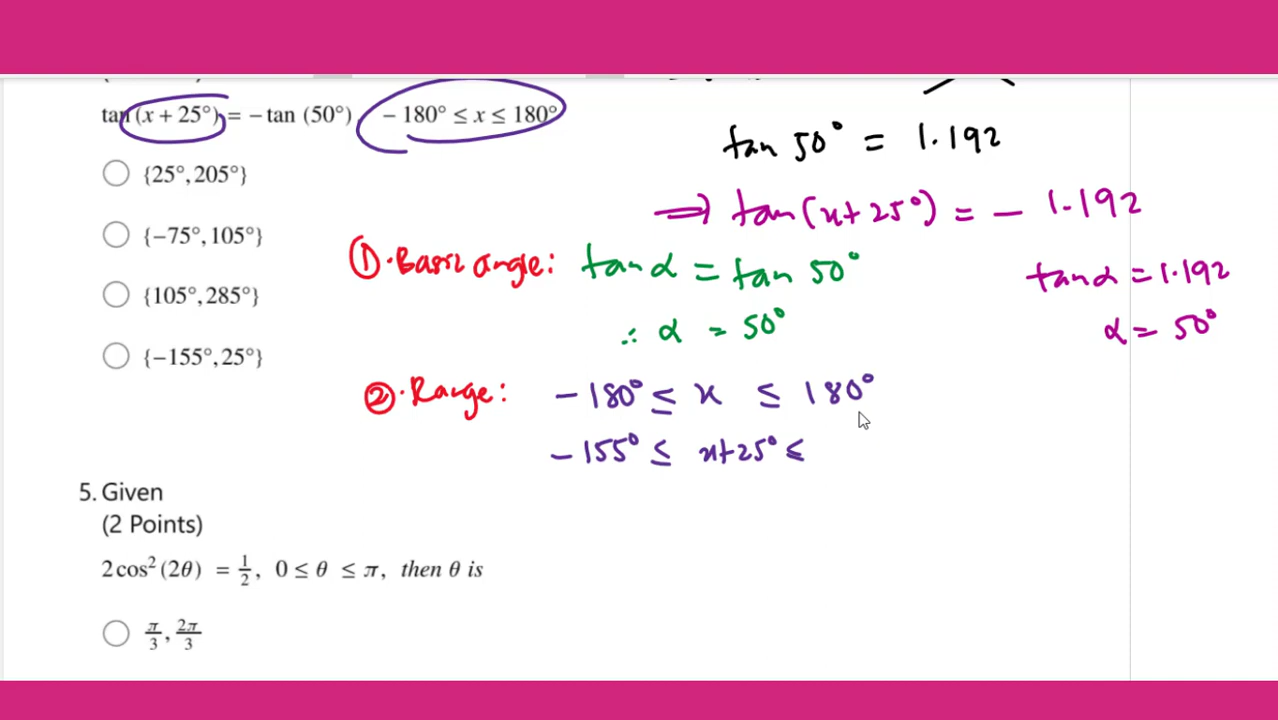 tan (x + 25°) = − tan (50°) − 180° ≤ x ≤ 180°
{25°, 205°}
{−75°, 105°}
{105°, 285°}
{−155°, 25°}
tan 50° = 1.192
⇒ tan(x+25°) = − 1.192
① . Basic angle: tan α = tan 50°
∴ α = 50°
tan α = 1.192
α = 50°
② . Range: − 180° ≤ x ≤ 180°
− 155° ≤ x+25° ≤
5. Given
(2 Points)
2 cos² (2θ) = 1/2, 0 ≤ θ ≤ π, then θ is
π/3, 2π/3